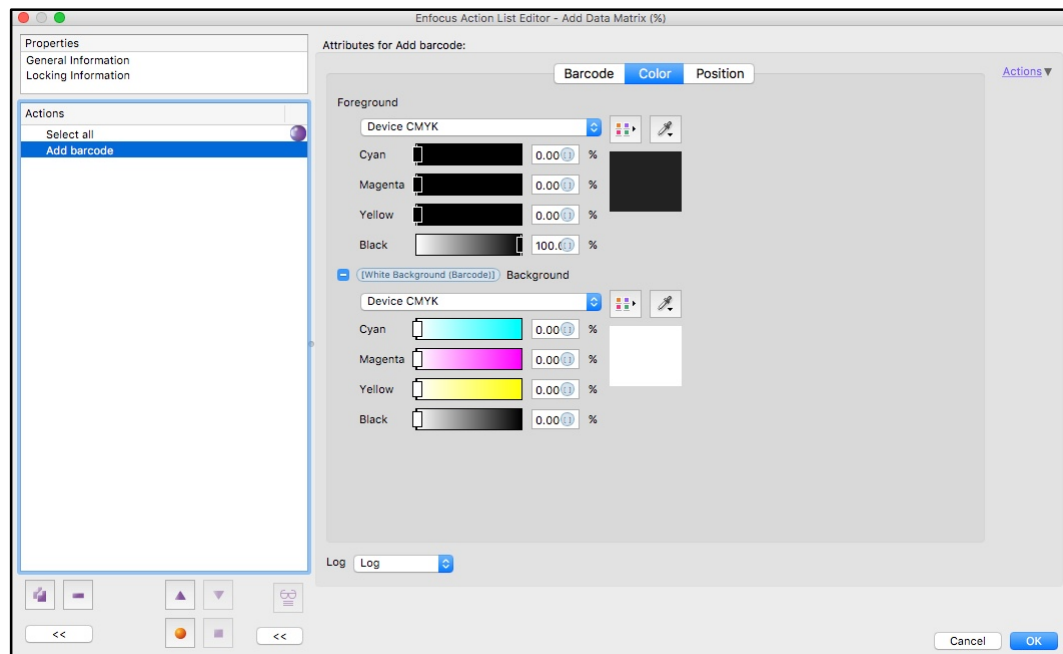 Enfocus Action List Editor - Add Data Matrix (%)
Properties
General Information
Locking Information
Actions
Select all
Add barcode
<<
<<
Attributes for Add barcode:
Barcode Color Position
Actions▼
Foreground
Device CMYK
Cyan 0.00 %
Magenta 0.00 %
Yellow 0.00 %
Black 100.0 %
[White Background (Barcode)] Background
Device CMYK
Cyan 0.00 %
Magenta 0.00 %
Yellow 0.00 %
Black 0.00 %
Log Log
Cancel OK